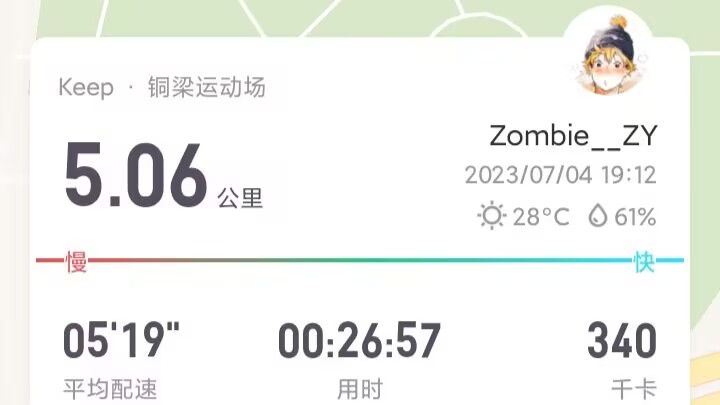 Keep · 铜梁运动场
Zombie__ZY
5.06 公里
2023/07/04 19:12
28°C 61%
慢 快
05'19" 00:26:57 340
平均配速 用时 千卡